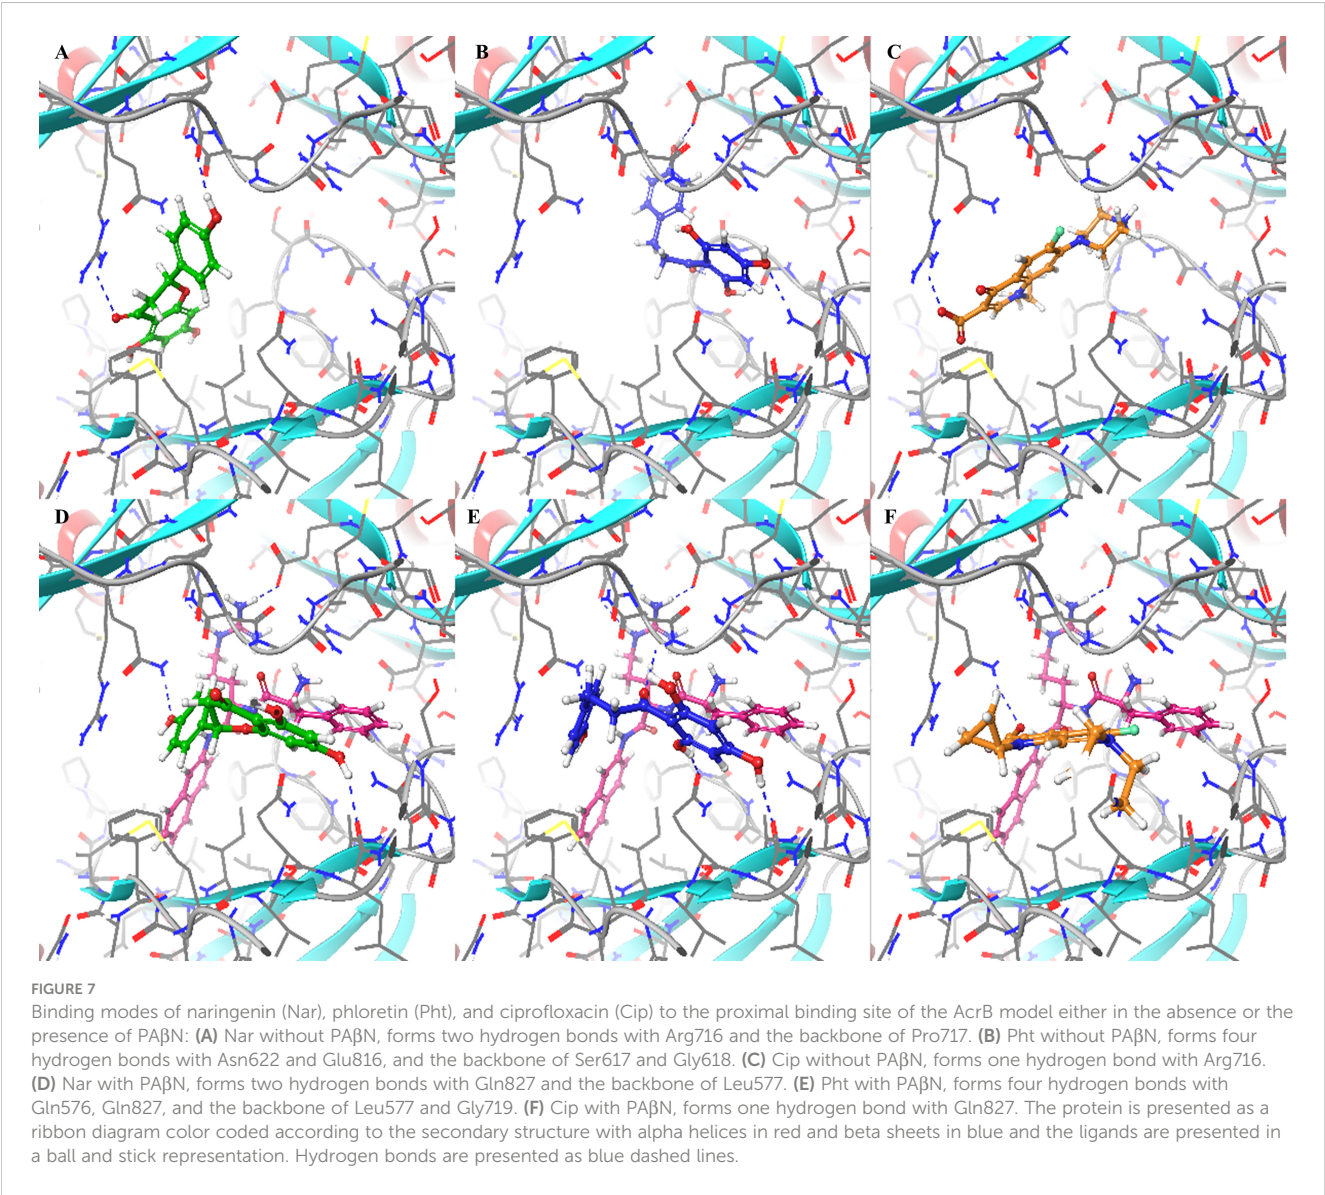 A
B
C
D
E
F
FIGURE 7
Binding modes of naringenin (Nar), phloretin (Pht), and ciprofloxacin (Cip) to the proximal binding site of the AcrB model either in the absence or the
presence of PAβN: (A) Nar without PAβN, forms two hydrogen bonds with Arg716 and the backbone of Pro717. (B) Pht without PAβN, forms four
hydrogen bonds with Asn622 and Glu816, and the backbone of Ser617 and Gly618. (C) Cip without PAβN, forms one hydrogen bond with Arg716.
(D) Nar with PAβN, forms two hydrogen bonds with Gln827 and the backbone of Leu577. (E) Pht with PAβN, forms four hydrogen bonds with
Gln576, Gln827, and the backbone of Leu577 and Gly719. (F) Cip with PAβN, forms one hydrogen bond with Gln827. The protein is presented as a
ribbon diagram color coded according to the secondary structure with alpha helices in red and beta sheets in blue and the ligands are presented in
a ball and stick representation. Hydrogen bonds are presented as blue dashed lines.